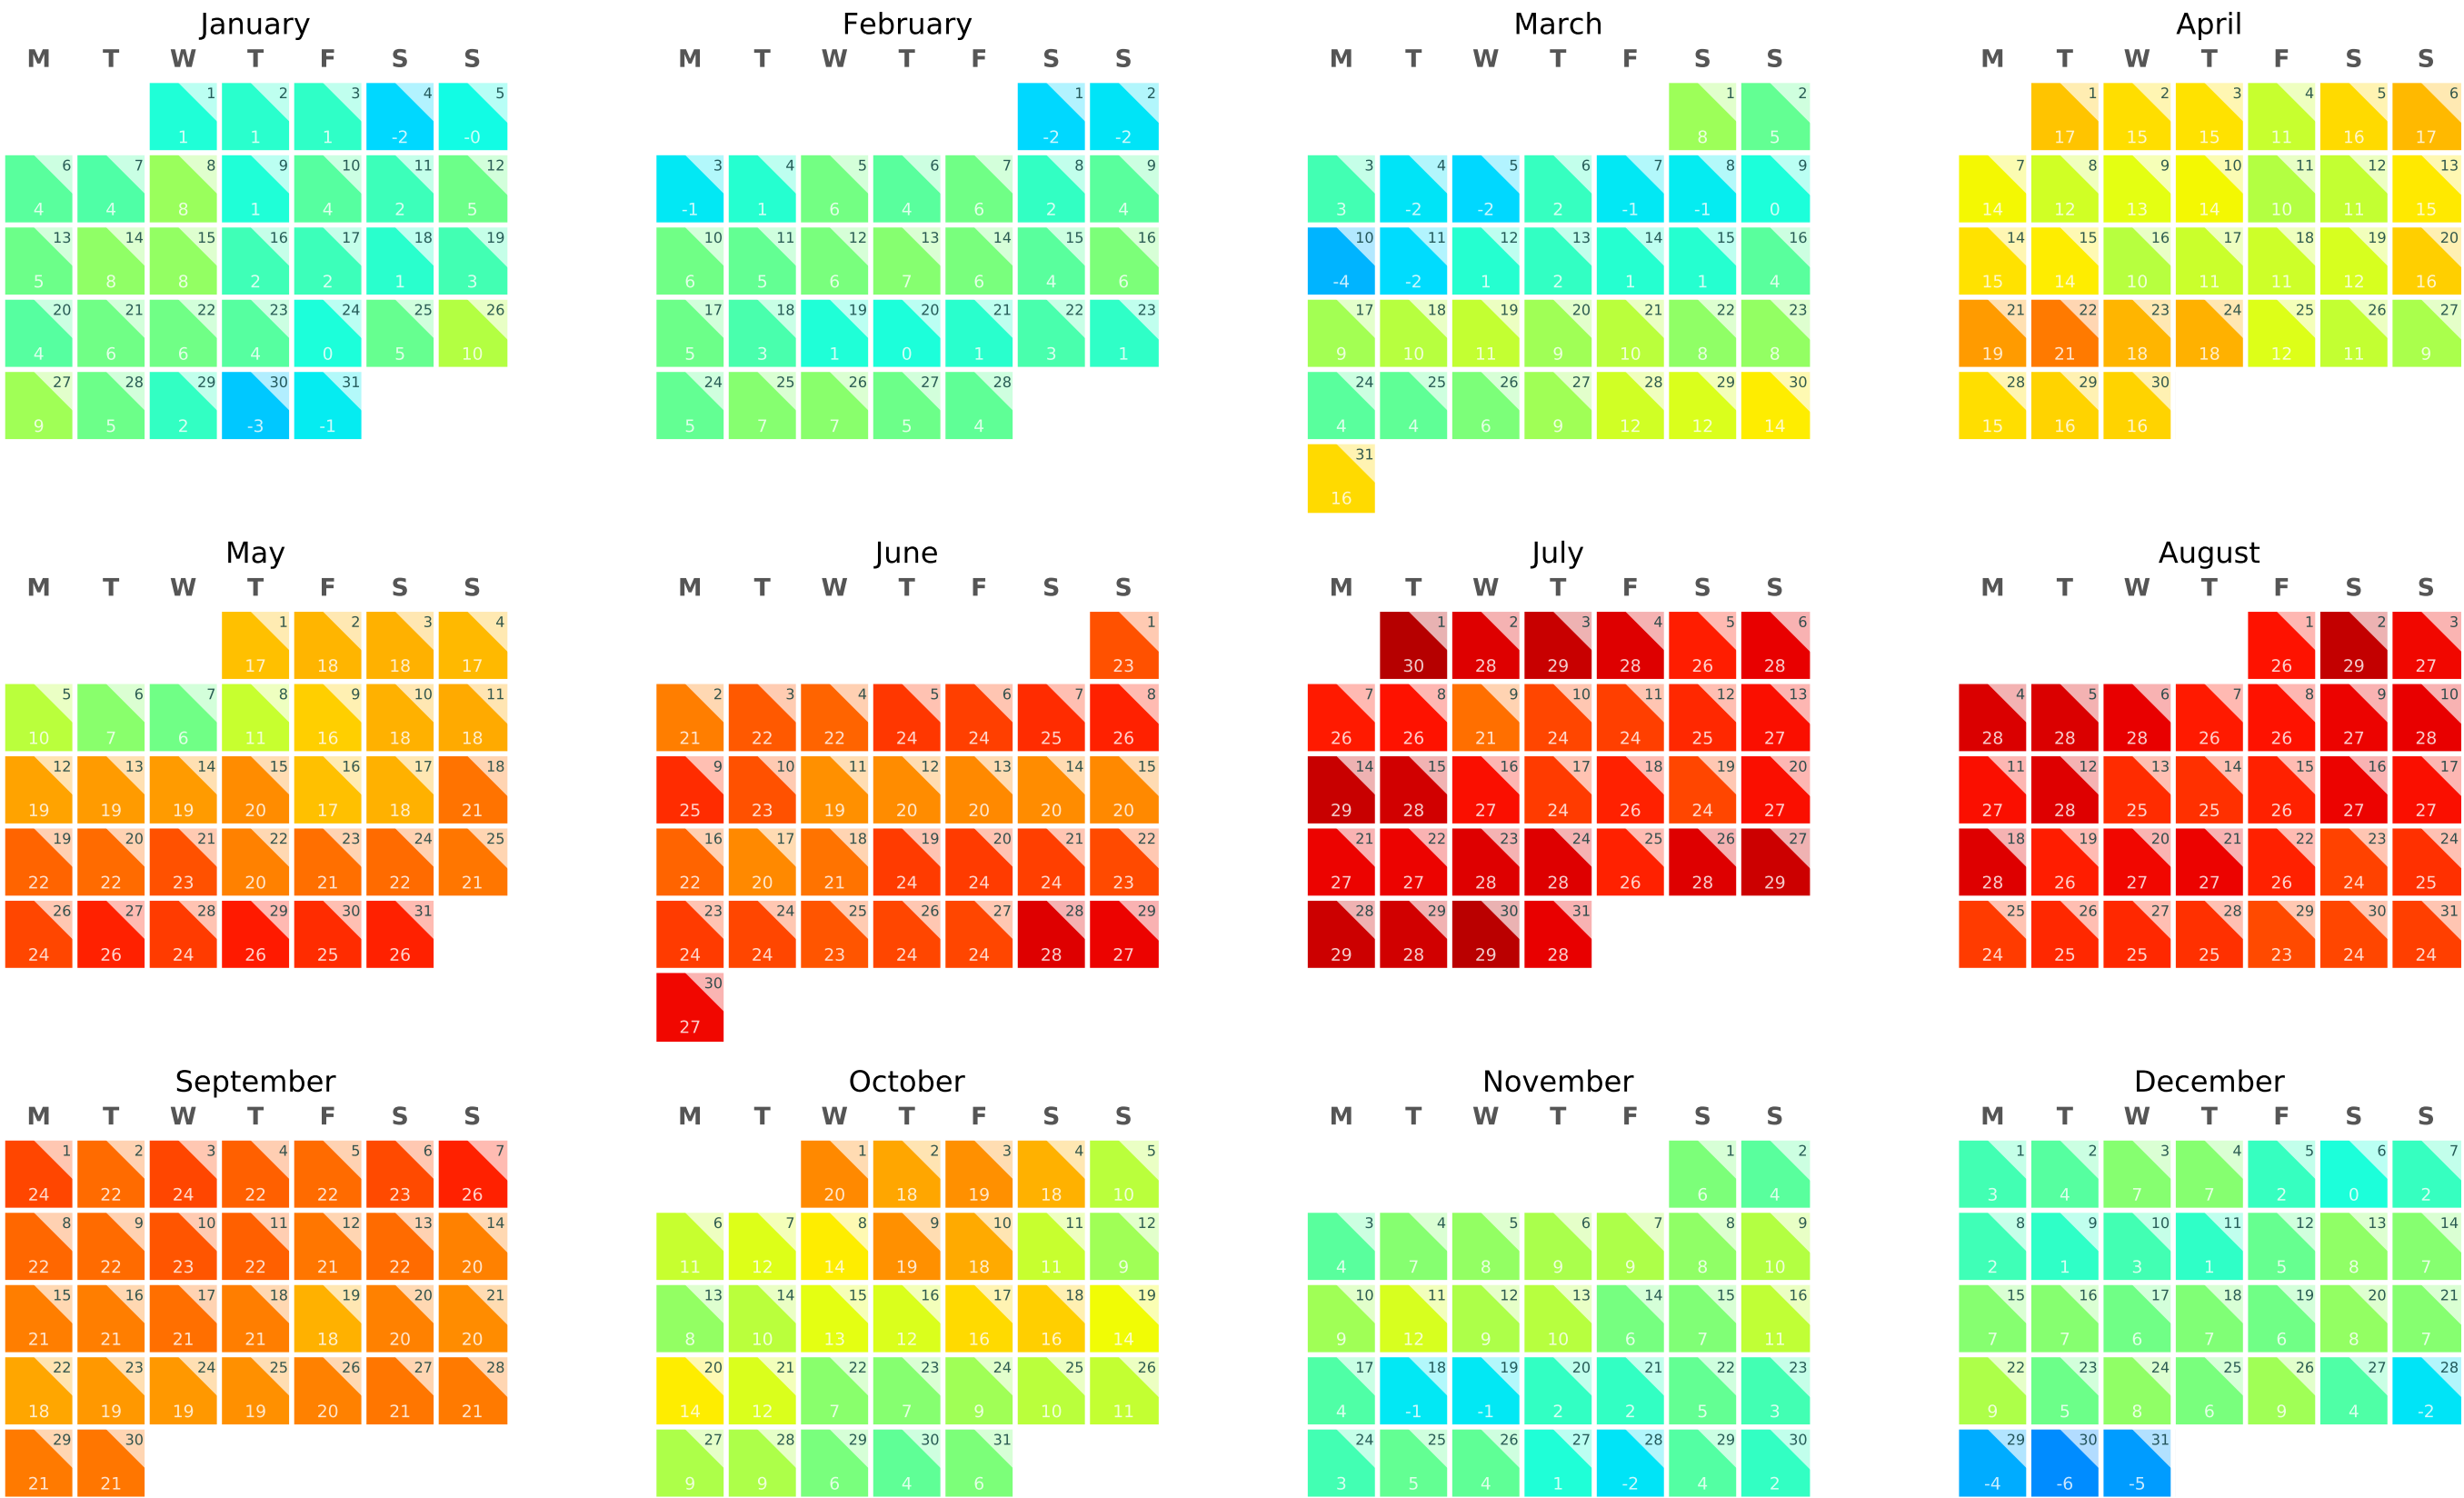 January February March April
M T W T F S S M T W T F S S M T W T F S S M T W T F S S
1 2 3 4 5 1 2 1 2 1 2 3 4 5 6
1 1 1 -2 -0 -2 -2 8 5 17 15 15 11 16 17
6 7 8 9 10 11 12 3 4 5 6 7 8 9 3 4 5 6 7 8 9 7 8 9 10 11 12 13
4 4 8 1 4 2 5 -1 1 6 4 6 2 4 3 -2 -2 2 -1 -1 0 14 12 13 14 10 11 15
13 14 15 16 17 18 19 10 11 12 13 14 15 16 10 11 12 13 14 15 16 14 15 16 17 18 19 20
5 8 8 2 2 1 3 6 5 6 7 6 4 6 -4 -2 1 2 1 1 4 15 14 10 11 11 12 16
20 21 22 23 24 25 26 17 18 19 20 21 22 23 17 18 19 20 21 22 23 21 22 23 24 25 26 27
4 6 6 4 0 5 10 5 3 1 0 1 3 1 9 10 11 9 10 8 8 19 21 18 18 12 11 9
27 28 29 30 31 24 25 26 27 28 24 25 26 27 28 29 30 28 29 30
9 5 2 -3 -1 5 7 7 5 4 4 4 6 9 12 12 14 15 16 16
31
16
May June July August
M T W T F S S M T W T F S S M T W T F S S M T W T F S S
1 2 3 4 1 1 2 3 4 5 6 1 2 3
17 18 18 17 23 30 28 29 28 26 28 26 29 27
5 6 7 8 9 10 11 2 3 4 5 6 7 8 7 8 9 10 11 12 13 4 5 6 7 8 9 10
10 7 6 11 16 18 18 21 22 22 24 24 25 26 26 26 21 24 24 25 27 28 28 28 26 26 27 28
12 13 14 15 16 17 18 9 10 11 12 13 14 15 14 15 16 17 18 19 20 11 12 13 14 15 16 17
19 19 19 20 17 18 21 25 23 19 20 20 20 20 29 28 27 24 26 24 27 27 28 25 25 26 27 27
19 20 21 22 23 24 25 16 17 18 19 20 21 22 21 22 23 24 25 26 27 18 19 20 21 22 23 24
22 22 23 20 21 22 21 22 20 21 24 24 24 23 27 27 28 28 26 28 29 28 26 27 27 26 24 25
26 27 28 29 30 31 23 24 25 26 27 28 29 28 29 30 31 25 26 27 28 29 30 31
24 26 24 26 25 26 24 24 23 24 24 28 27 29 28 29 28 24 25 25 25 23 24 24
30
27
September October November December
M T W T F S S M T W T F S S M T W T F S S M T W T F S S
1 2 3 4 5 6 7 1 2 3 4 5 1 2 1 2 3 4 5 6 7
24 22 24 22 22 23 26 20 18 19 18 10 6 4 3 4 7 7 2 0 2
8 9 10 11 12 13 14 6 7 8 9 10 11 12 3 4 5 6 7 8 9 8 9 10 11 12 13 14
22 22 23 22 21 22 20 11 12 14 19 18 11 9 4 7 8 9 9 8 10 2 1 3 1 5 8 7
15 16 17 18 19 20 21 13 14 15 16 17 18 19 10 11 12 13 14 15 16 15 16 17 18 19 20 21
21 21 21 21 18 20 20 8 10 13 12 16 16 14 9 12 9 10 6 7 11 7 7 6 7 6 8 7
22 23 24 25 26 27 28 20 21 22 23 24 25 26 17 18 19 20 21 22 23 22 23 24 25 26 27 28
18 19 19 19 20 21 21 14 12 7 7 9 10 11 4 -1 -1 2 2 5 3 9 5 8 6 9 4 -2
29 30 27 28 29 30 31 24 25 26 27 28 29 30 29 30 31
21 21 9 9 6 4 6 3 5 4 1 -2 4 2 -4 -6 -5